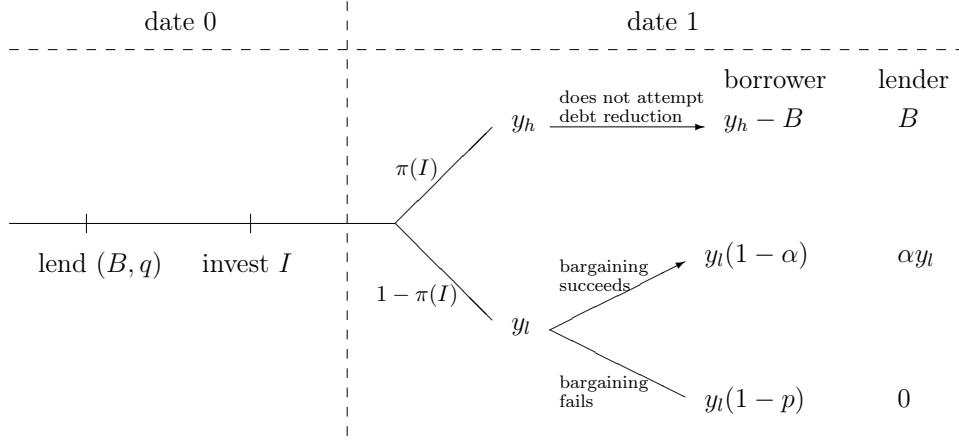 date 0 date 1
borrower lender
does not attempt
debt reduction
y_h y_h − B B
π(I)
lend (B, q) invest I
1 − π(I)
bargaining
succeeds
y_l(1 − α) αy_l
y_l
bargaining
fails
y_l(1 − p) 0